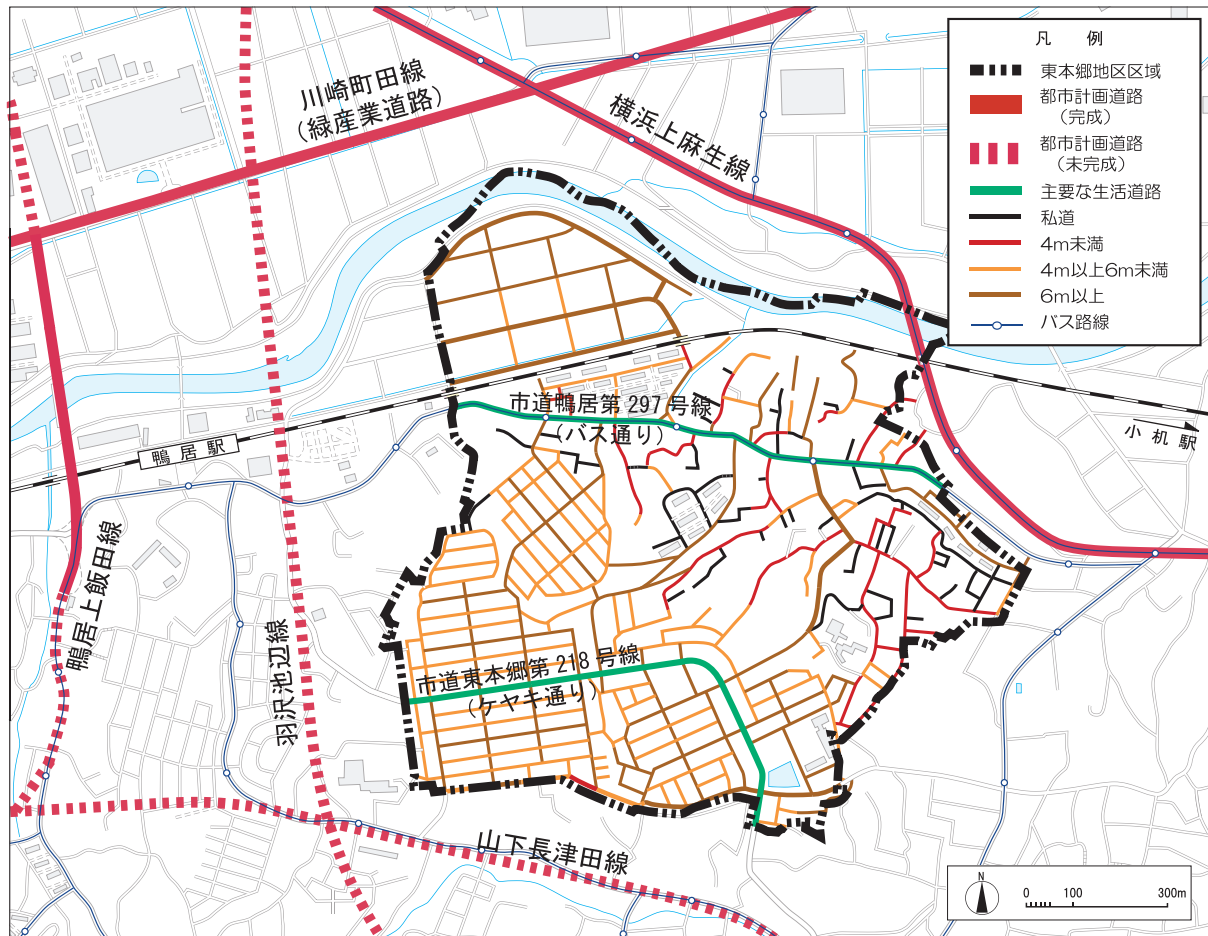 凡 例
東本郷地区区域
都市計画道路
（完成）
都市計画道路
（未完成）
主要な生活道路
私道
4m未満
4m以上6m未満
6m以上
バス路線
川崎町田線
（緑産業道路）
横浜上麻生線
市道鴨居第297号線
（バス通り）
小机駅
鴨居駅
鴨居上飯田線
羽沢池辺線
市道東本郷第218号線
（ケヤキ通り）
山下長津田線
N
0 100 300m